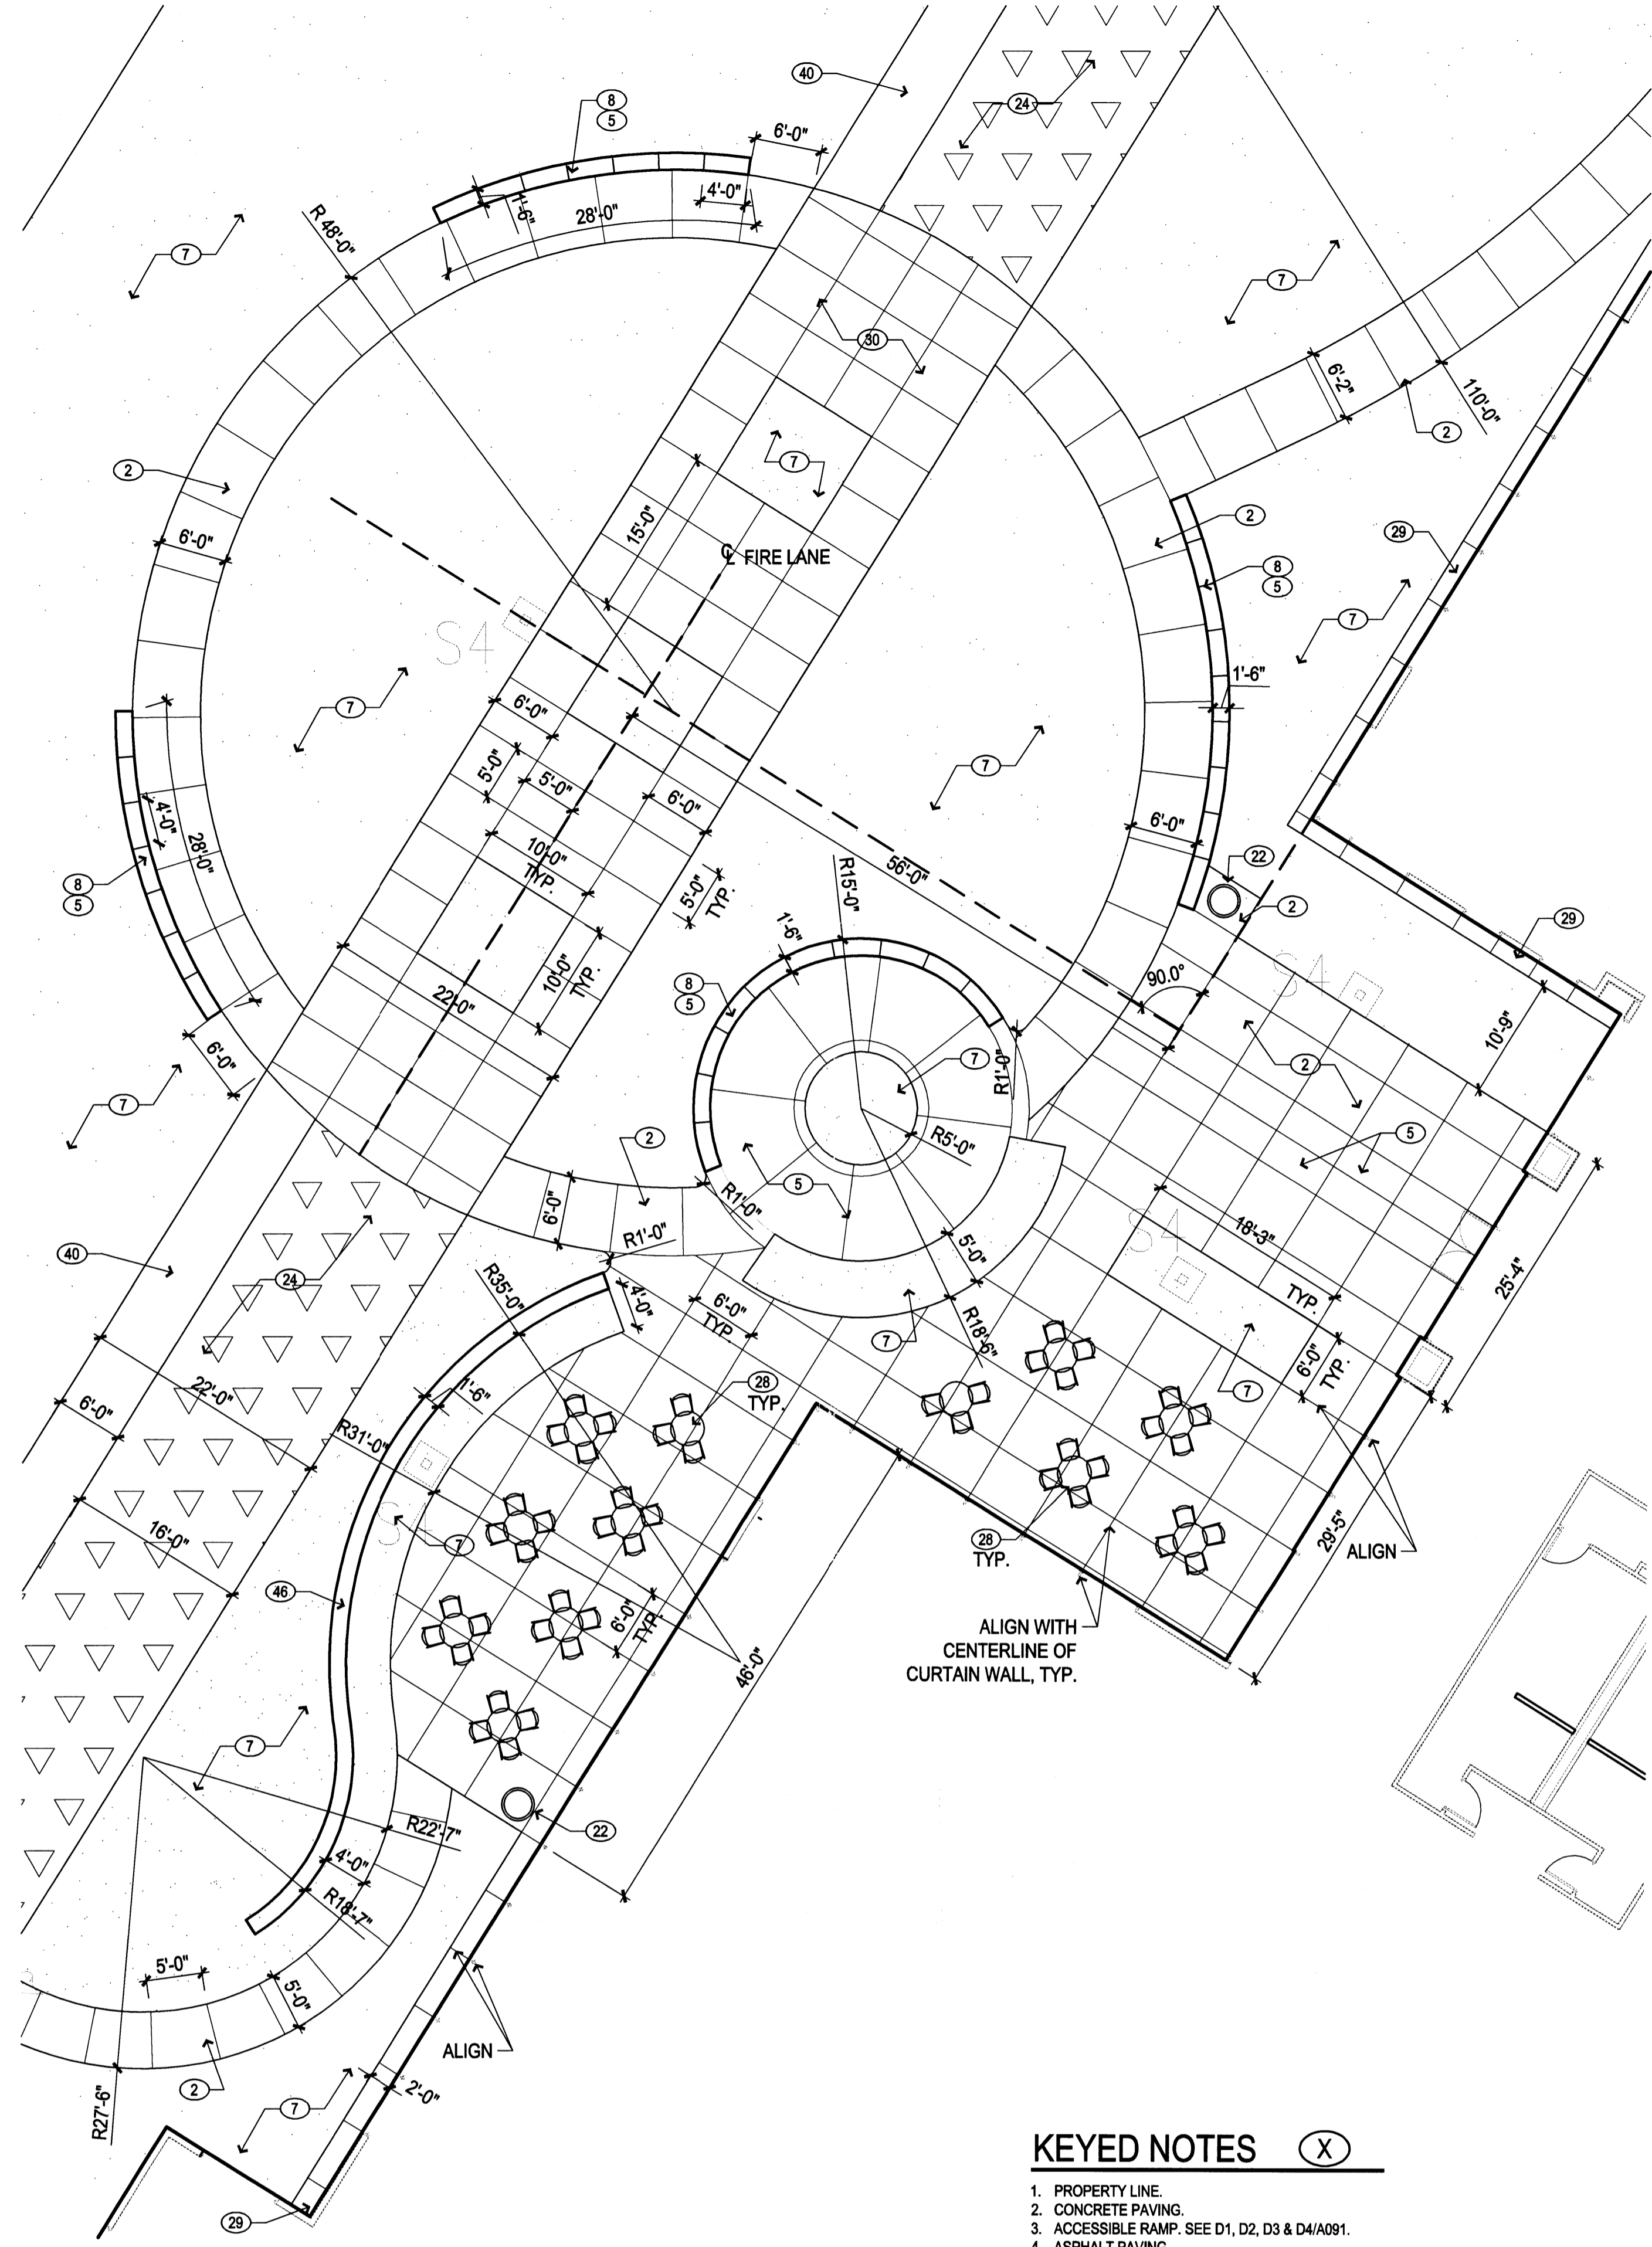 40
24
8
5
6'-0"
4'-0"
1'-6"
28'-0"
R 48'-0"
7
7
30
6'-2"
110'-0"
2
2
7
2
6'-0"
15'-0"
℄ FIRE LANE
29
8
5
7
S4
7
1'-6"
6'-0"
5'-0"
5'-0"
6'-0"
7
4'-0"
28'-0"
10'-0"
TYP.
6'-0"
8
5
5'-0"
TYP.
56'-0"
R15'-0"
22
2
29
1'-6"
8
5
90.0°
S4
22'-0"
10'-0"
TYP.
6'-0"
10'-9"
7
R1'-0"
2
7
2
R5'-0"
5
5
R1'-0"
6'-0"
R1'-0"
18'-3"
TYP.
S4
5'-0"
25'-4"
40
24
R35'-0"
4'-0"
6'-0"
TYP.
R18'-6"
7
6'-0"
TYP.
7
22'-0"
6'-0"
1'-6"
28
TYP.
R31'-0"
S4
16'-0"
7
28
TYP.
29'-5"
ALIGN
46
6'-0"
TYP.
46'-0"
ALIGN WITH
CENTERLINE OF
CURTAIN WALL, TYP.
7
22
R22'-7"
4'-0"
R18'-7"
5'-0"
5'-0"
ALIGN
2
2'-0"
7
R27'-6"
29
KEYED NOTES X
1. PROPERTY LINE.
2. CONCRETE PAVING.
3. ACCESSIBLE RAMP. SEE D1, D2, D3 & D4/A091.
4. ASPHALT PAVING